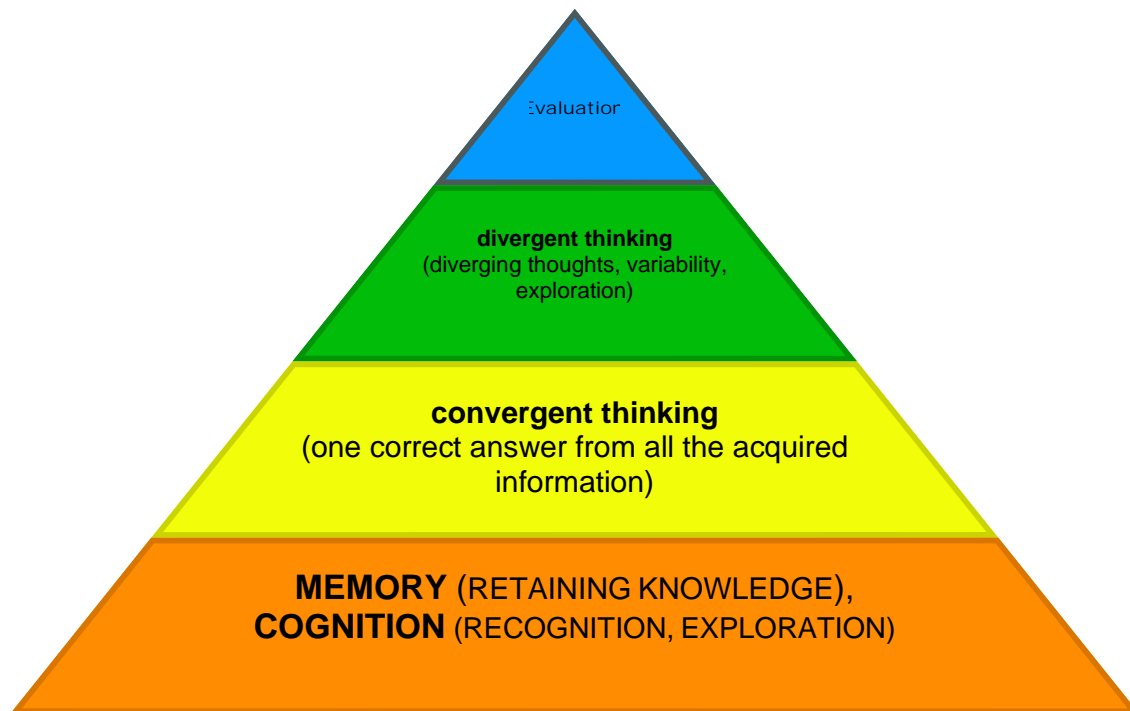 Evaluation
divergent thinking
(diverging thoughts, variability,
exploration)
convergent thinking
(one correct answer from all the acquired
information)
MEMORY (RETAINING KNOWLEDGE),
COGNITION (RECOGNITION, EXPLORATION)